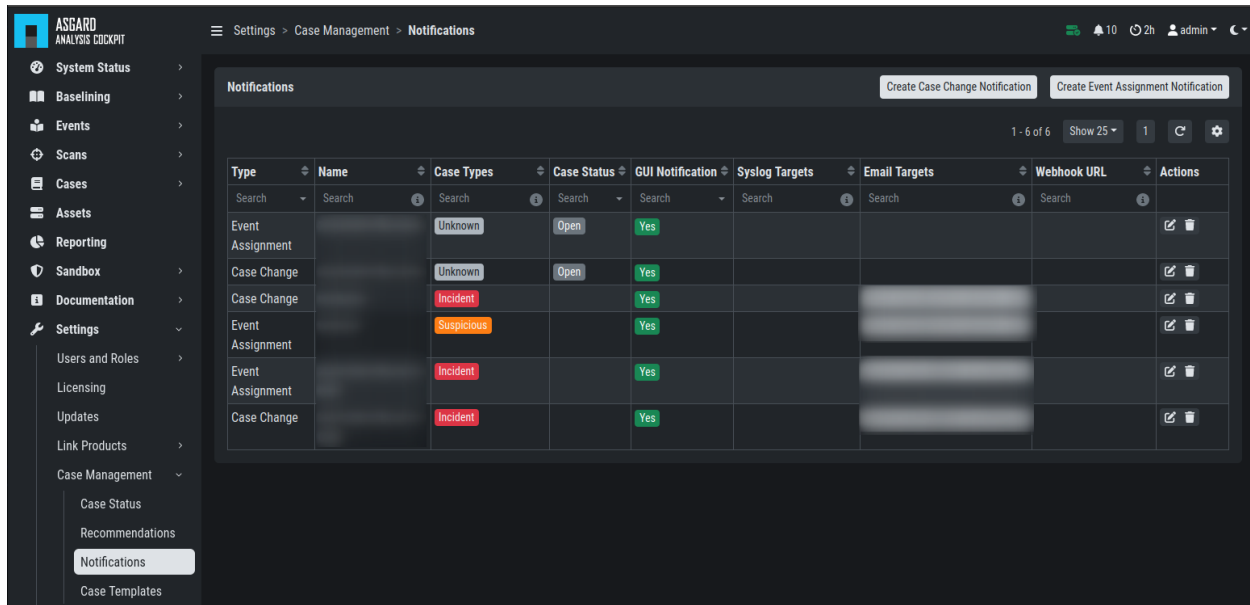 ASGARD
ANALYSIS COCKPIT
Settings > Case Management > Notifications
10 2h admin
System Status
Baselining
Events
Scans
Cases
Assets
Reporting
Sandbox
Documentation
Settings
Users and Roles
Licensing
Updates
Link Products
Case Management
Case Status
Recommendations
Notifications
Case Templates
Notifications
Create Case Change Notification Create Event Assignment Notification
1 - 6 of 6 Show 25 1
Type Name Case Types Case Status GUI Notification Syslog Targets Email Targets Webhook URL Actions
Search Search Search Search Search Search Search Search
Event Assignment Unknown Open Yes
Case Change Unknown Open Yes
Case Change Incident Yes
Event Assignment Suspicious Yes
Event Assignment Incident Yes
Case Change Incident Yes